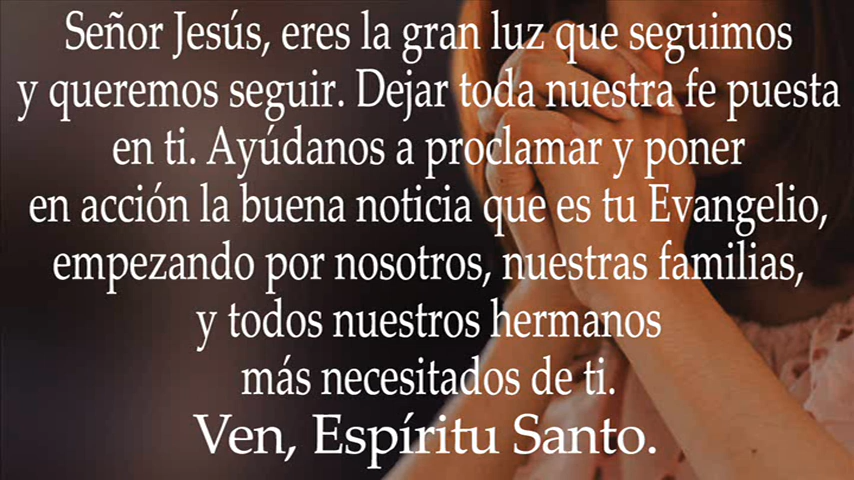 Señor Jesús, eres la gran luz que seguimos
y queremos seguir. Dejar toda nuestra fe puesta
en ti. Ayúdanos a proclamar y poner
en acción la buena noticia que es tu Evangelio,
empezando por nosotros, nuestras familias,
y todos nuestros hermanos
más necesitados de ti.
Ven, Espíritu Santo.